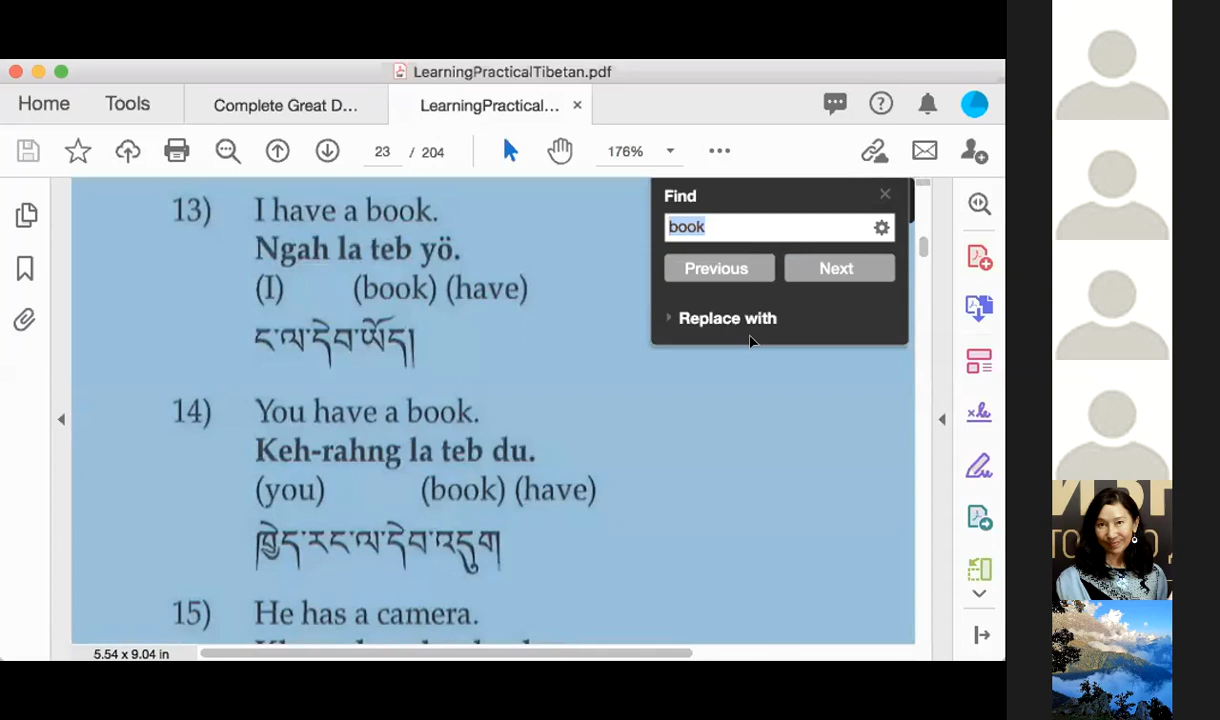 LearningPracticalTibetan.pdf
Home Tools Complete Great D... LearningPractical... ×
23 / 204 176%
13) I have a book.
Ngah la teb yö.
(I) (book) (have)
ང་ལ་དེབ་ཡོད།
14) You have a book.
Keh-rahng la teb du.
(you) (book) (have)
ཁྱེད་རང་ལ་དེབ་འདུག
15) He has a camera.
Find
book
Previous Next
Replace with
5.54 x 9.04 in